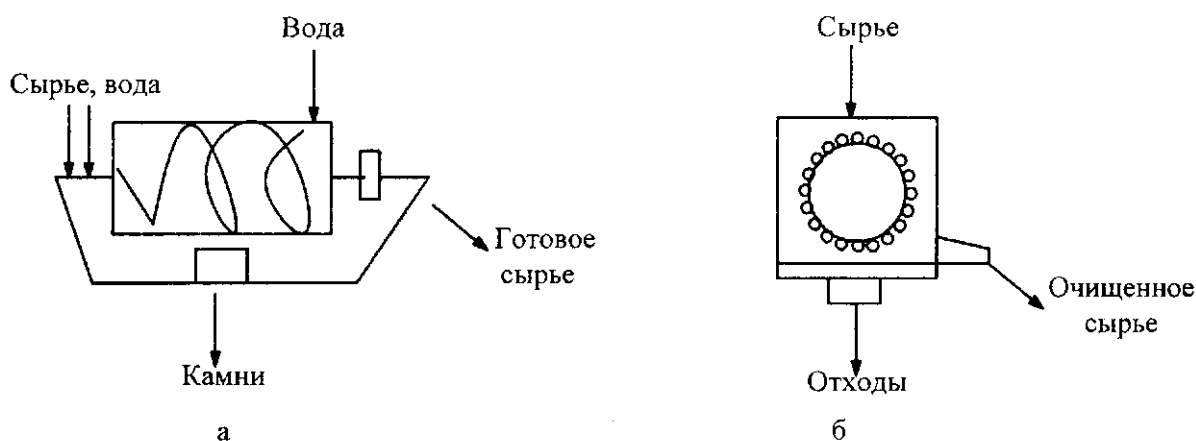 Вода
Сырье, вода
Готовое
сырье
Камни
а
Сырье
Очищенное
сырье
Отходы
б